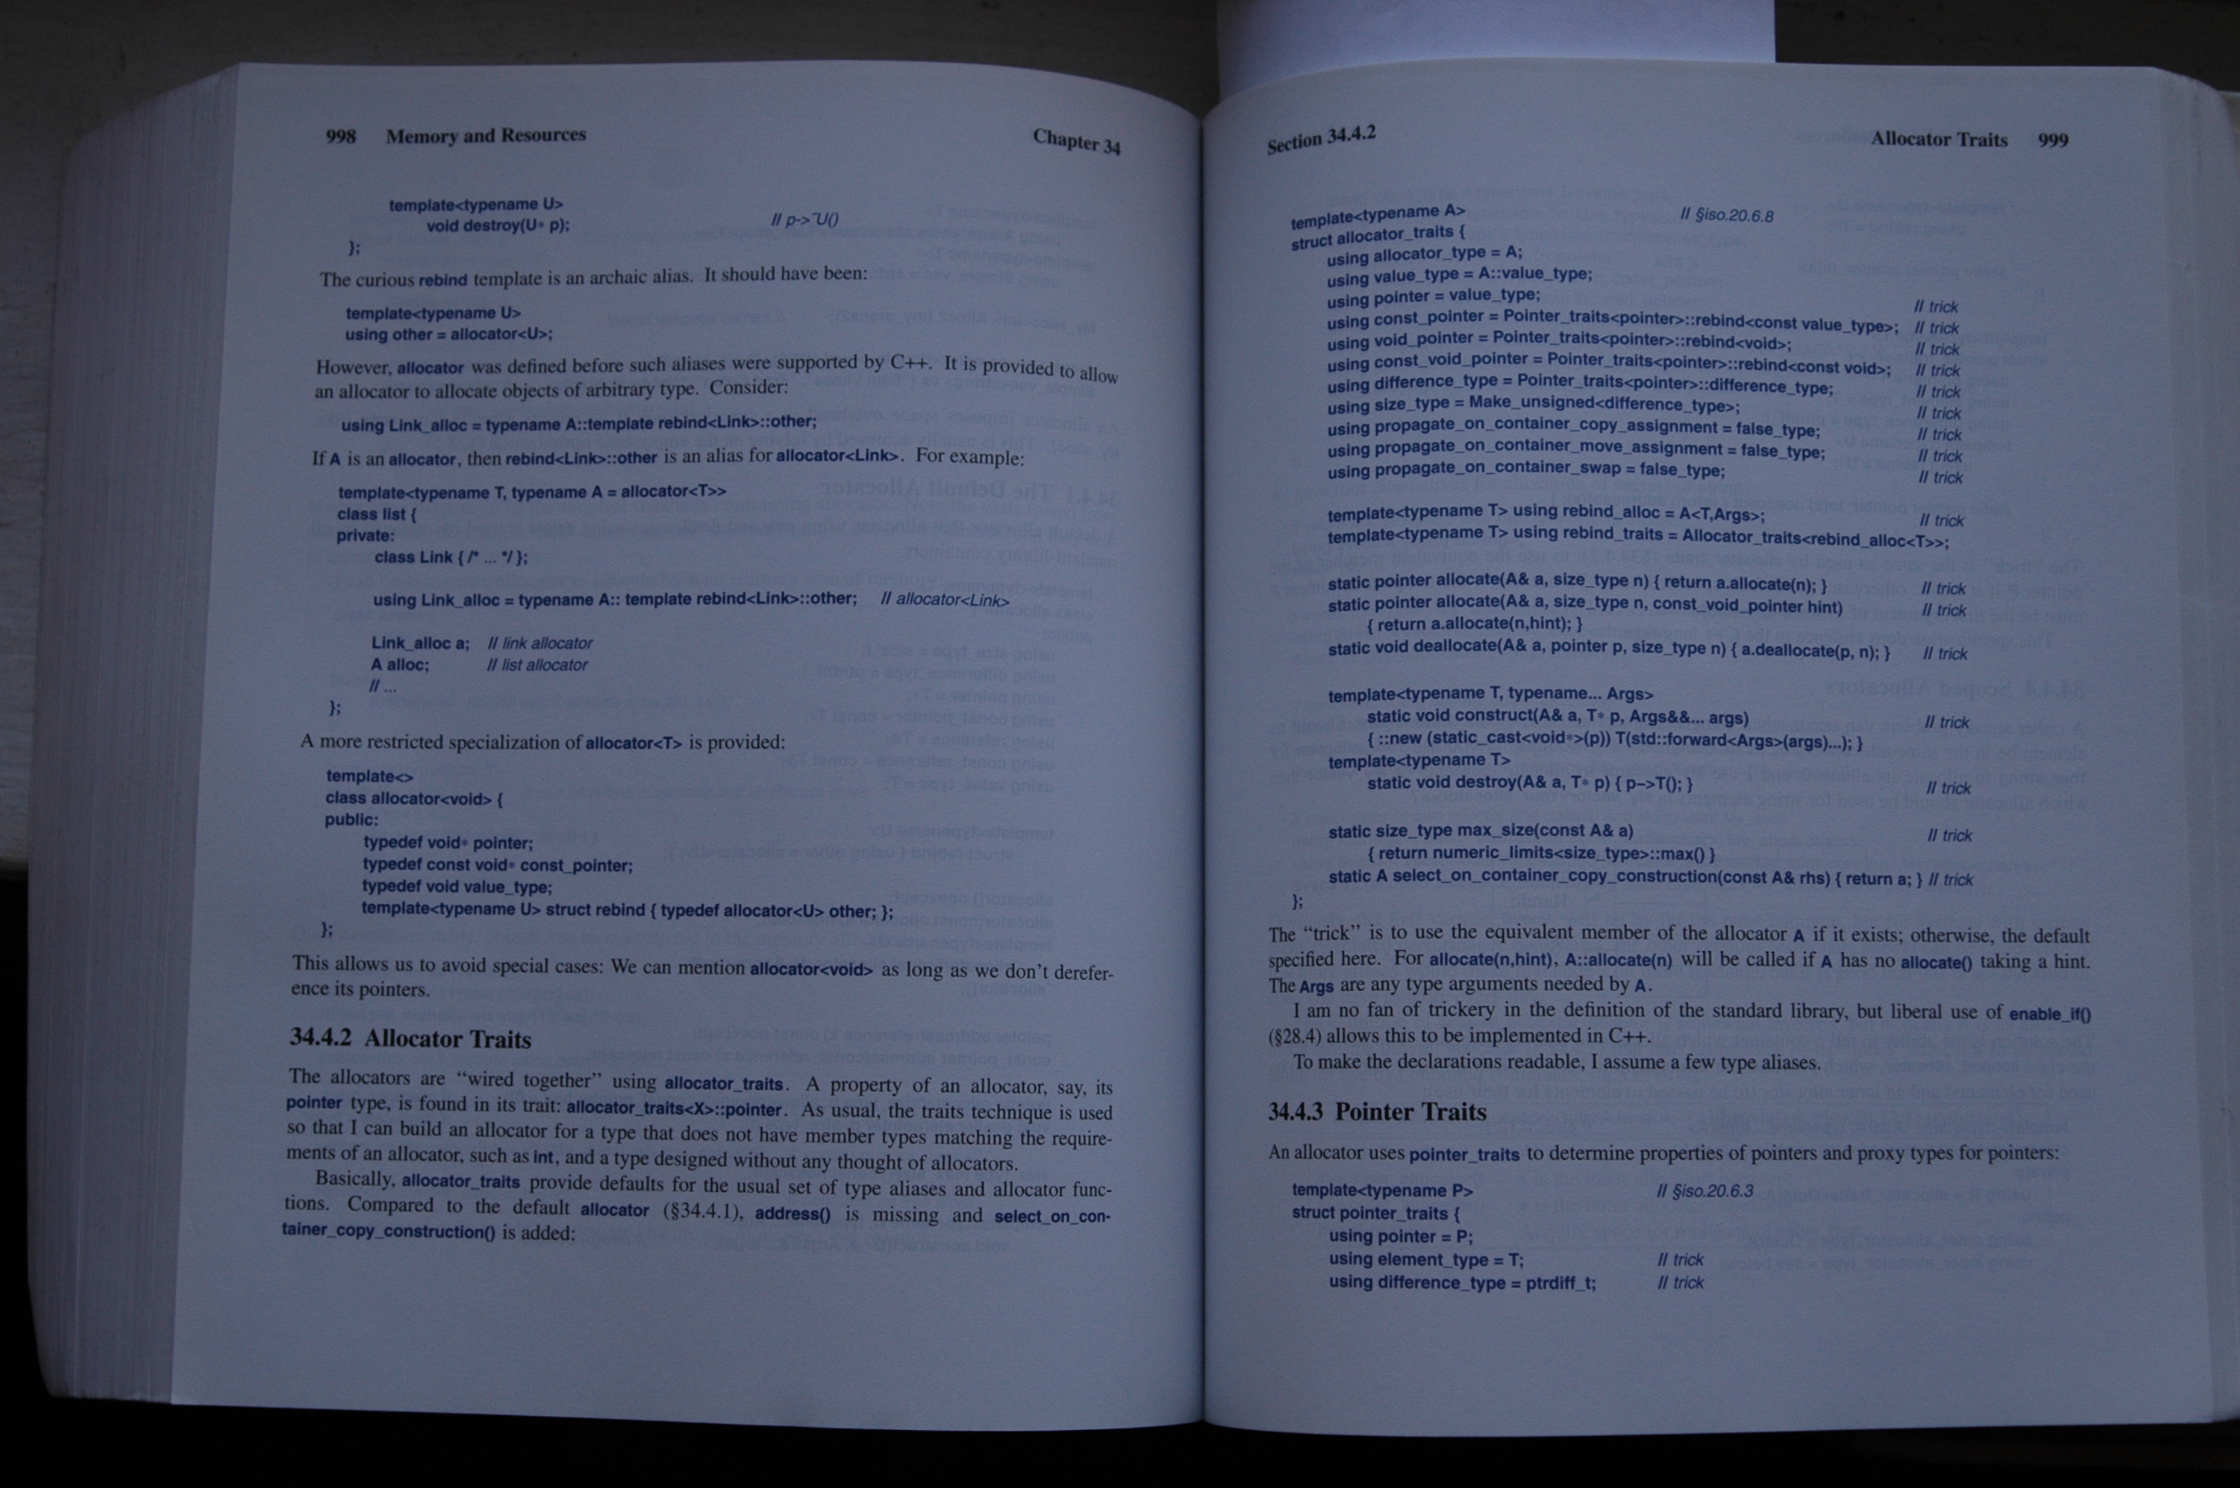 998 Memory and Resources Chapter 34
template<typename U>
void destroy(U* p); // p->~U()
};
The curious rebind template is an archaic alias. It should have been:
template<typename U>
using other = allocator<U>;
However, allocator was defined before such aliases were supported by C++. It is provided to allow
an allocator to allocate objects of arbitrary type. Consider:
using Link_alloc = typename A::template rebind<Link>::other;
If A is an allocator, then rebind<Link>::other is an alias for allocator<Link>. For example:
template<typename T, typename A = allocator<T>>
class list {
private:
class Link { /* ... */ };
using Link_alloc = typename A:: template rebind<Link>::other; // allocator<Link>
Link_alloc a; // link allocator
A alloc; // list allocator
// ...
};
A more restricted specialization of allocator<T> is provided:
template<>
class allocator<void> {
public:
typedef void* pointer;
typedef const void* const_pointer;
typedef void value_type;
template<typename U> struct rebind { typedef allocator<U> other; };
};
This allows us to avoid special cases: We can mention allocator<void> as long as we don't derefer-
ence its pointers.
34.4.2 Allocator Traits
The allocators are "wired together" using allocator_traits. A property of an allocator, say, its
pointer type, is found in its trait: allocator_traits<X>::pointer. As usual, the traits technique is used
so that I can build an allocator for a type that does not have member types matching the require-
ments of an allocator, such as int, and a type designed without any thought of allocators.
Basically, allocator_traits provide defaults for the usual set of type aliases and allocator func-
tions. Compared to the default allocator (§34.4.1), address() is missing and select_on_con-
tainer_copy_construction() is added:
Section 34.4.2 Allocator Traits 999
template<typename A> // §iso.20.6.8
struct allocator_traits {
using allocator_type = A;
using value_type = A::value_type;
using pointer = value_type; // trick
using const_pointer = Pointer_traits<pointer>::rebind<const value_type>; // trick
using void_pointer = Pointer_traits<pointer>::rebind<void>; // trick
using const_void_pointer = Pointer_traits<pointer>::rebind<const void>; // trick
using difference_type = Pointer_traits<pointer>::difference_type; // trick
using size_type = Make_unsigned<difference_type>; // trick
using propagate_on_container_copy_assignment = false_type; // trick
using propagate_on_container_move_assignment = false_type; // trick
using propagate_on_container_swap = false_type; // trick
template<typename T> using rebind_alloc = A<T,Args>; // trick
template<typename T> using rebind_traits = Allocator_traits<rebind_alloc<T>>;
static pointer allocate(A& a, size_type n) { return a.allocate(n); } // trick
static pointer allocate(A& a, size_type n, const_void_pointer hint) // trick
{ return a.allocate(n,hint); }
static void deallocate(A& a, pointer p, size_type n) { a.deallocate(p, n); } // trick
template<typename T, typename... Args>
static void construct(A& a, T* p, Args&&... args) // trick
{ ::new (static_cast<void*>(p)) T(std::forward<Args>(args)...); }
template<typename T>
static void destroy(A& a, T* p) { p->T(); } // trick
static size_type max_size(const A& a) // trick
{ return numeric_limits<size_type>::max() }
static A select_on_container_copy_construction(const A& rhs) { return a; } // trick
};
The "trick" is to use the equivalent member of the allocator A if it exists; otherwise, the default
specified here. For allocate(n,hint), A::allocate(n) will be called if A has no allocate() taking a hint.
The Args are any type arguments needed by A.
I am no fan of trickery in the definition of the standard library, but liberal use of enable_if()
(§28.4) allows this to be implemented in C++.
To make the declarations readable, I assume a few type aliases.
34.4.3 Pointer Traits
An allocator uses pointer_traits to determine properties of pointers and proxy types for pointers:
template<typename P> // §iso.20.6.3
struct pointer_traits {
using pointer = P;
using element_type = T; // trick
using difference_type = ptrdiff_t; // trick